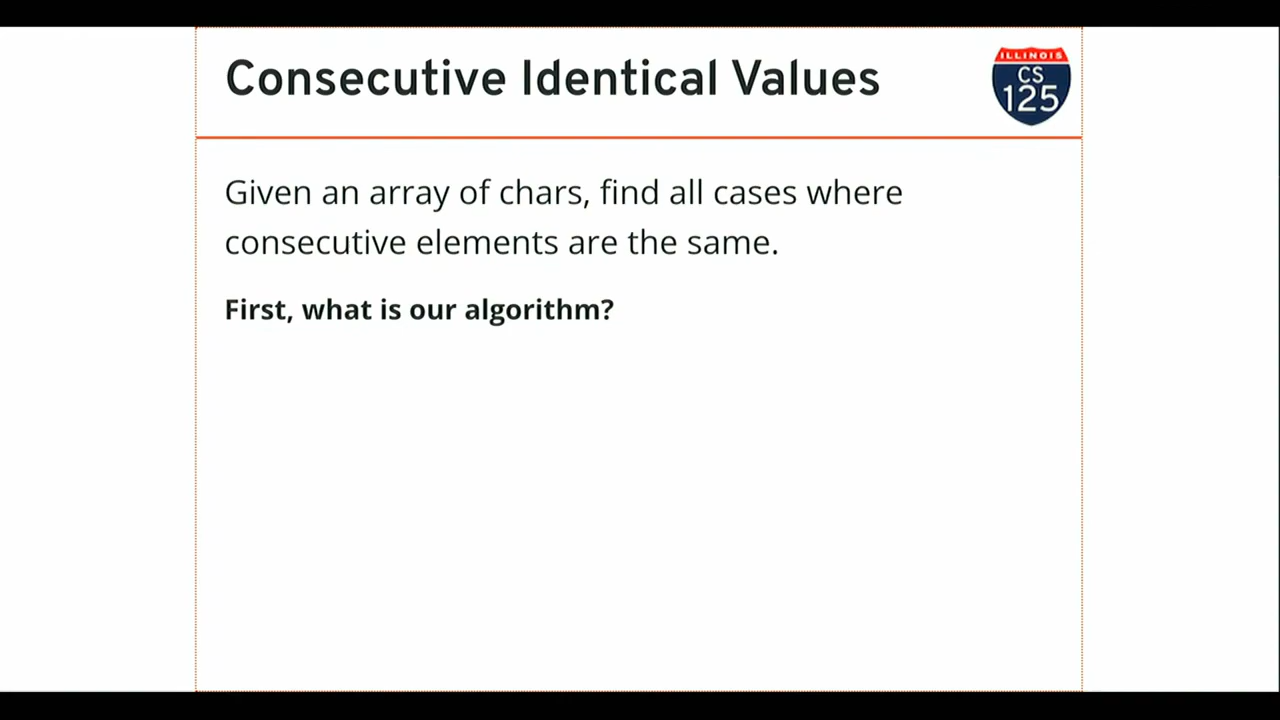 Consecutive Identical Values
ILLINOIS
CS
125
Given an array of chars, find all cases where
consecutive elements are the same.
First, what is our algorithm?